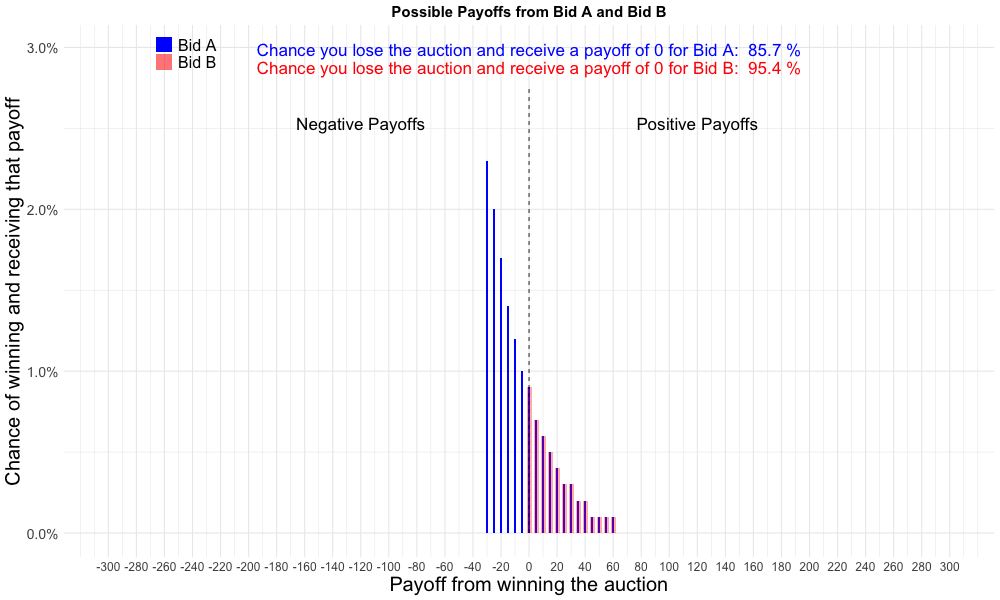 Possible Payoffs from Bid A and Bid B
Bid A
Bid B
Chance you lose the auction and receive a payoff of 0 for Bid A:  85.7 %
Chance you lose the auction and receive a payoff of 0 for Bid B:  95.4 %
Negative Payoffs
Positive Payoffs
Chance of winning and receiving that payoff
3.0%
2.0%
1.0%
0.0%
-300 -280 -260 -240 -220 -200 -180 -160 -140 -120 -100 -80 -60 -40 -20 0 20 40 60 80 100 120 140 160 180 200 220 240 260 280 300
Payoff from winning the auction